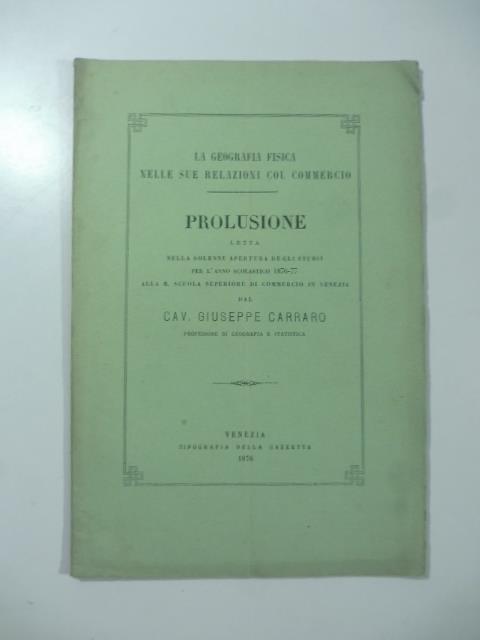 LA GEOGRAFIA FISICA
NELLE SUE RELAZIONI COL COMMERCIO
PROLUSIONE
LETTA
NELLA SOLENNE APERTURA DEGLI STUDII
PER L'ANNO SCOLASTICO 1876-77
ALLA R. SCUOLA SUPERIORE DI COMMERCIO IN VENEZIA
DAL
CAV. GIUSEPPE CARRARO
PROFESSORE DI GEOGRAFIA E STATISTICA
VENEZIA
TIPOGRAFIA DELLA GAZZETTA
1876